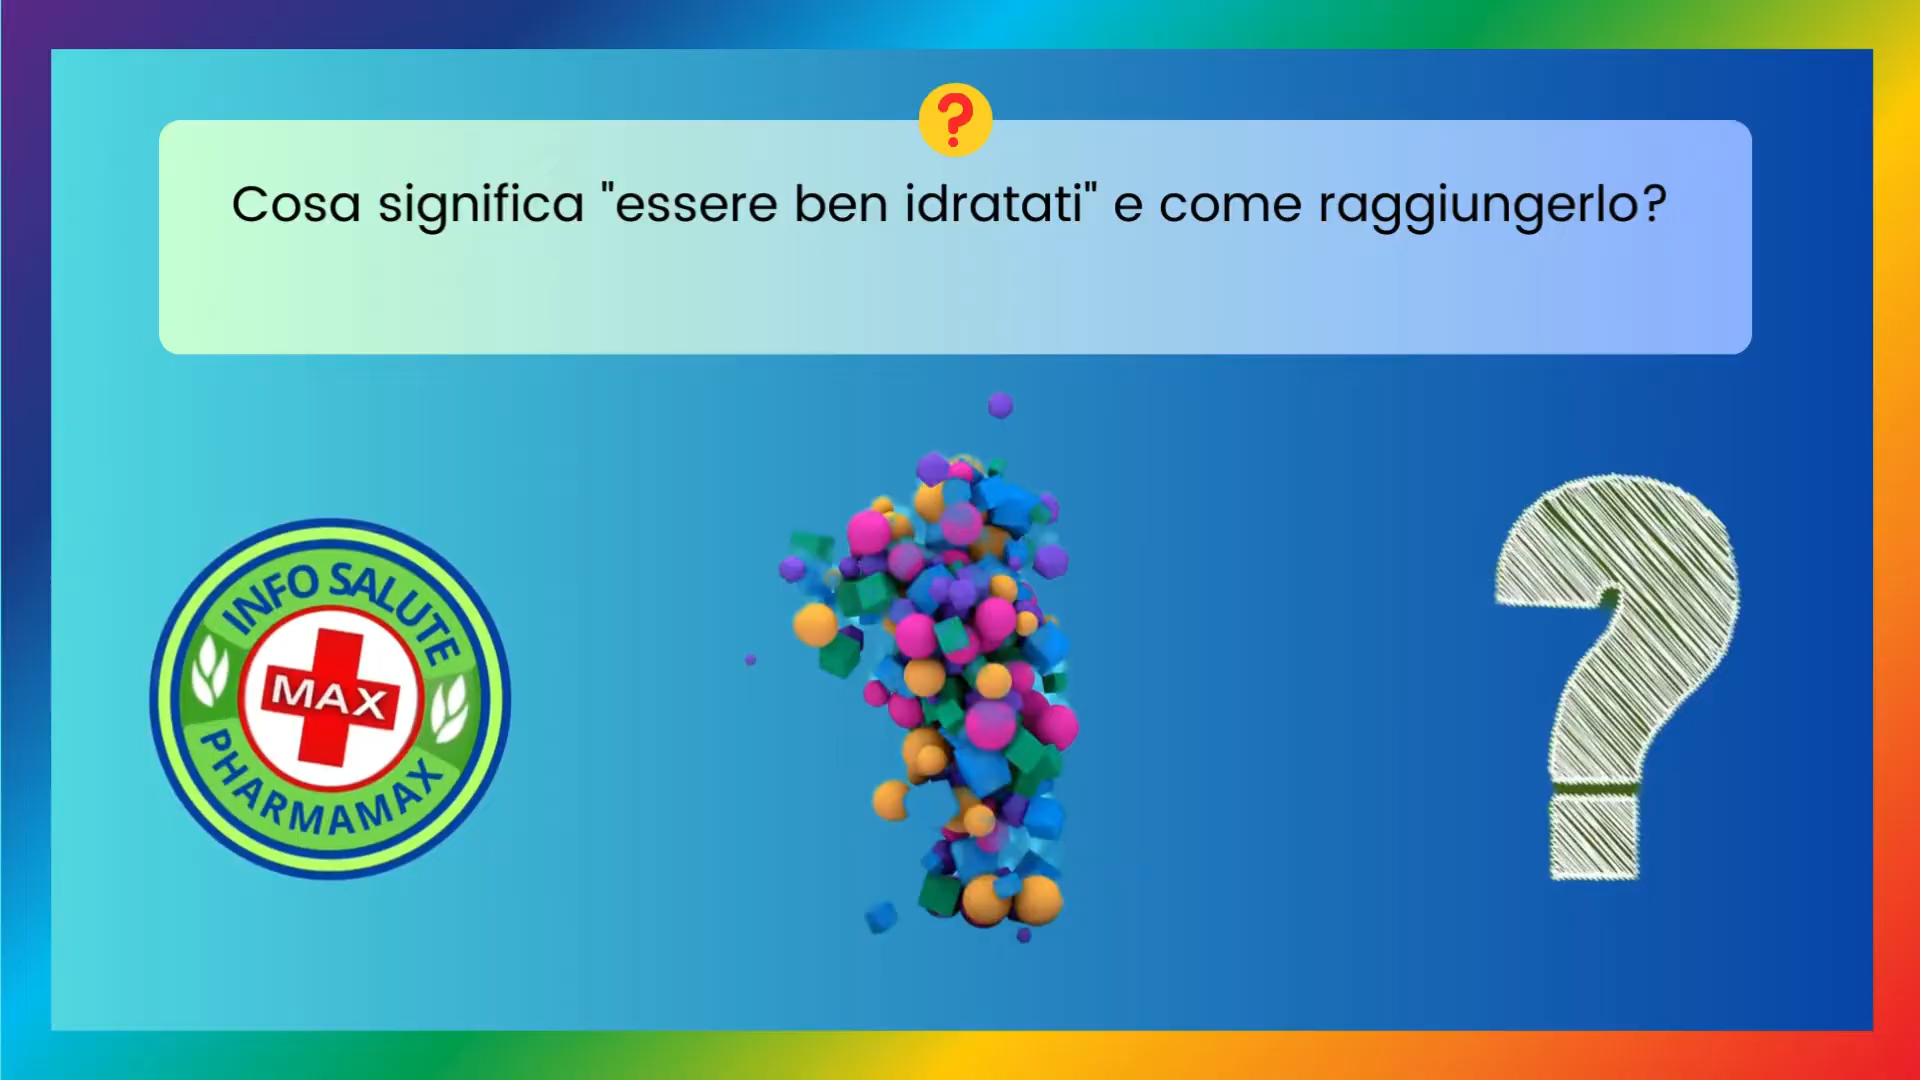 Cosa significa "essere ben idratati" e come raggiungerlo?
INFO SALUTE
MAX
PHARMAMAX